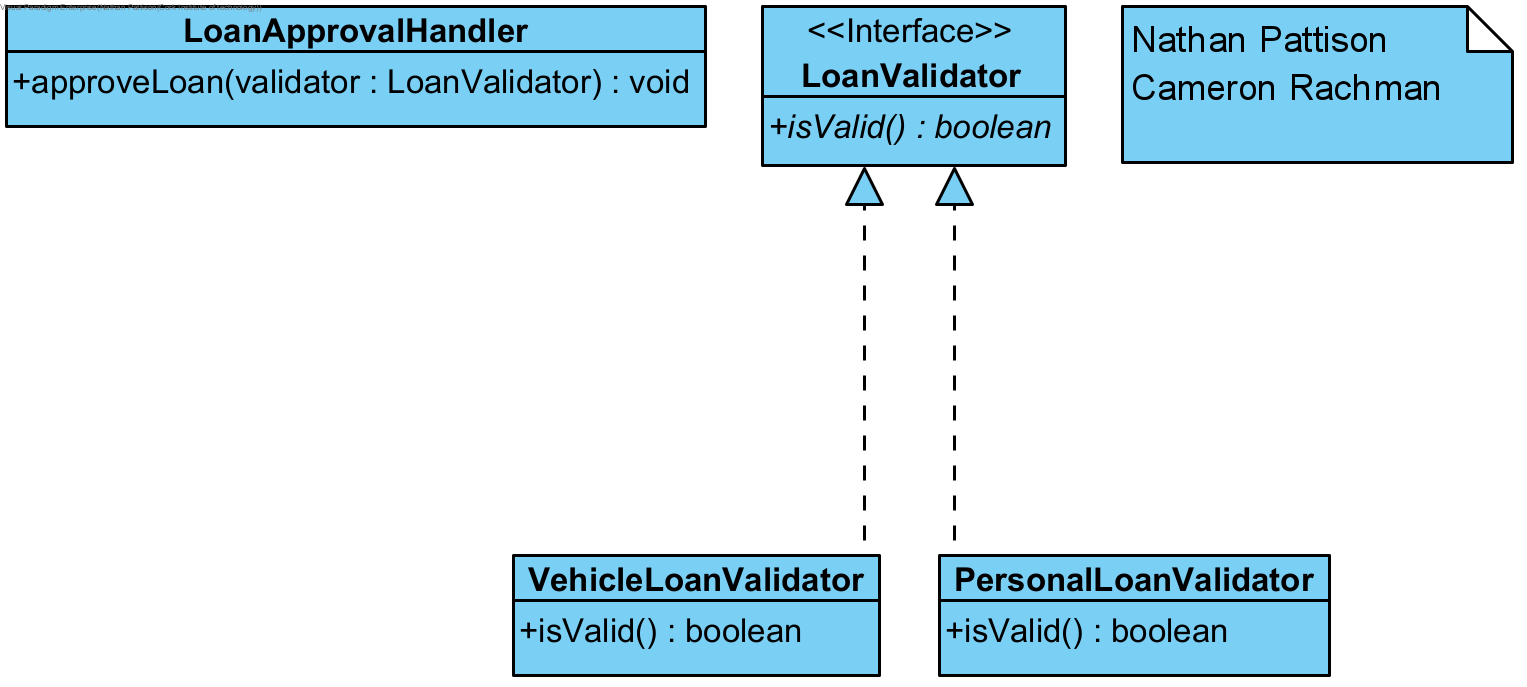 LoanApprovalHandler
+approveLoan(validator : LoanValidator) : void
<<Interface>>
LoanValidator
+isValid() : boolean
Nathan Pattison
Cameron Rachman
VehicleLoanValidator
+isValid() : boolean
PersonalLoanValidator
+isValid() : boolean